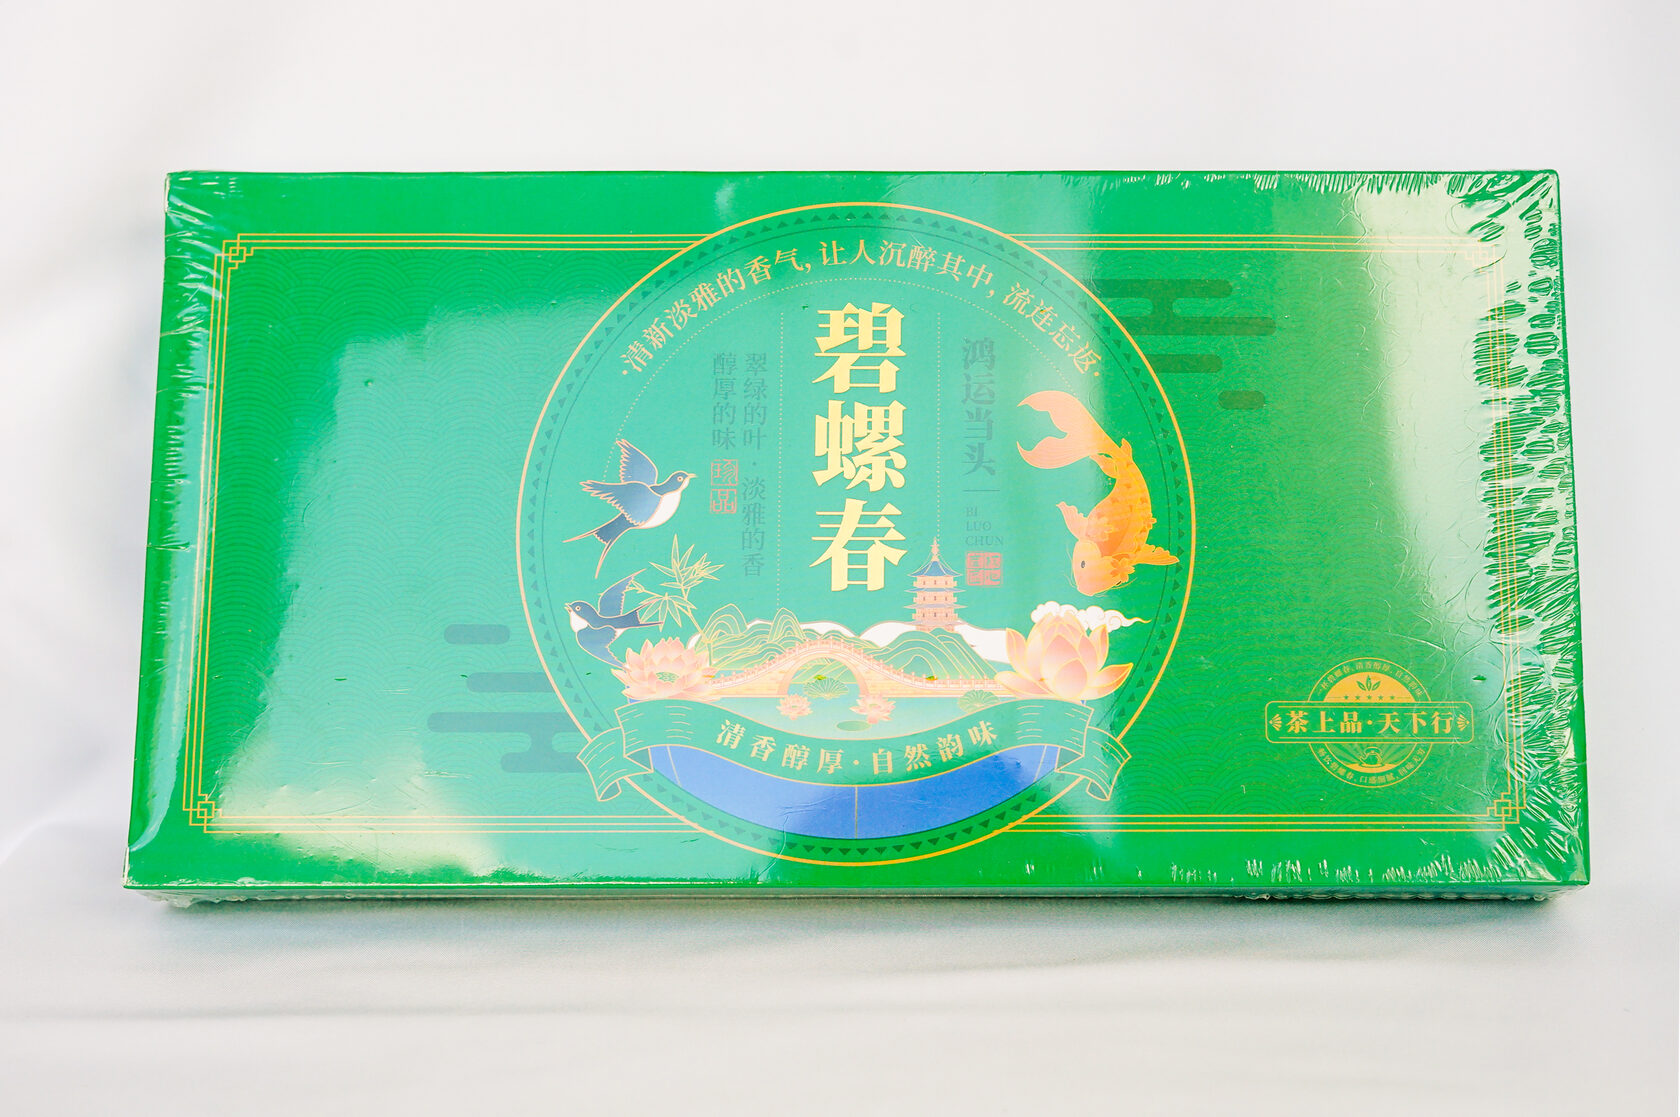 ·清新淡雅的香气,让人沉醉其中,流连忘返·
碧螺春
鸿运当头
BI
LUO
CHUN
翠绿的叶·淡雅的香
醇厚的味
珍品
清香醇厚·自然韵味
茶上品·天下行